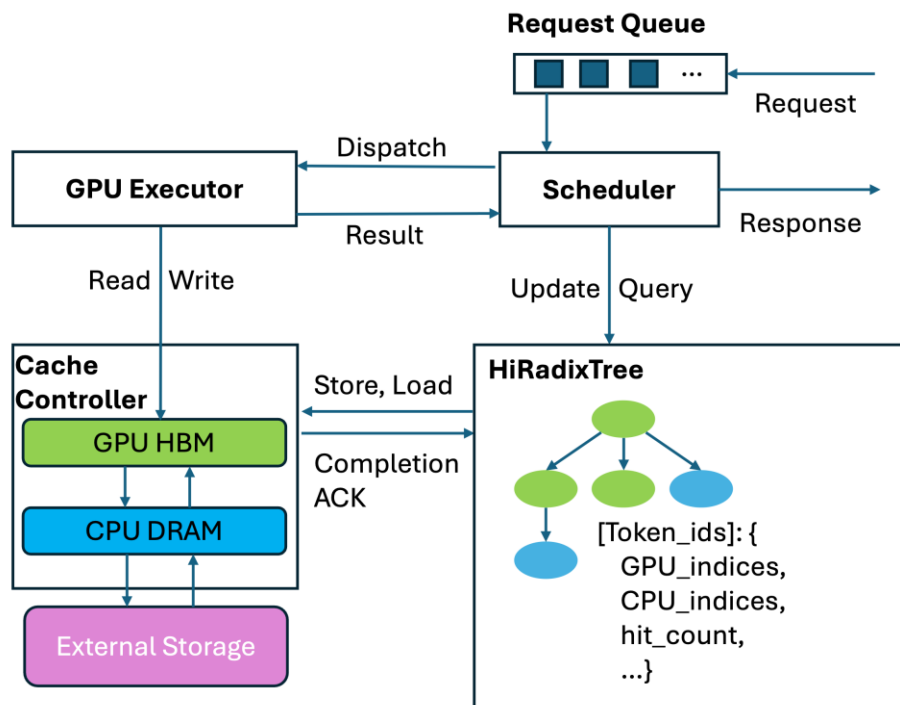 Request Queue
...
Request
Dispatch
GPU Executor
Scheduler
Result
Response
Read
Write
Update
Query
Cache
Controller
GPU HBM
CPU DRAM
External Storage
Store, Load
Completion
ACK
HiRadixTree
[Token_ids]: {
GPU_indices,
CPU_indices,
hit_count,
...}